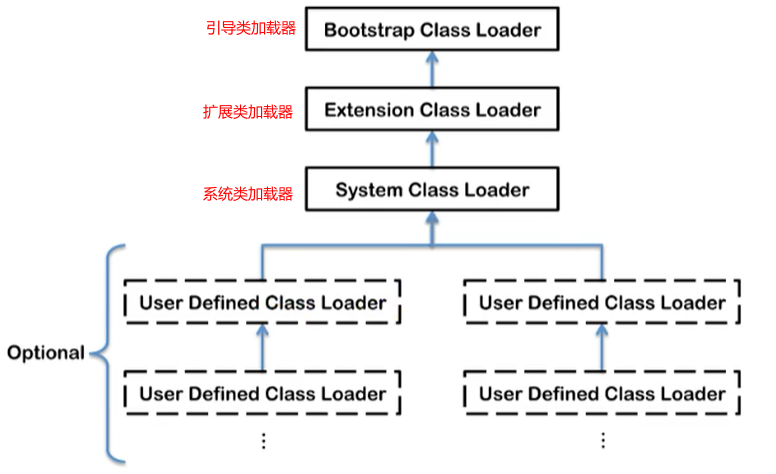 引导类加载器 Bootstrap Class Loader
扩展类加载器 Extension Class Loader
系统类加载器 System Class Loader
User Defined Class Loader User Defined Class Loader
Optional
User Defined Class Loader User Defined Class Loader
⋮ ⋮